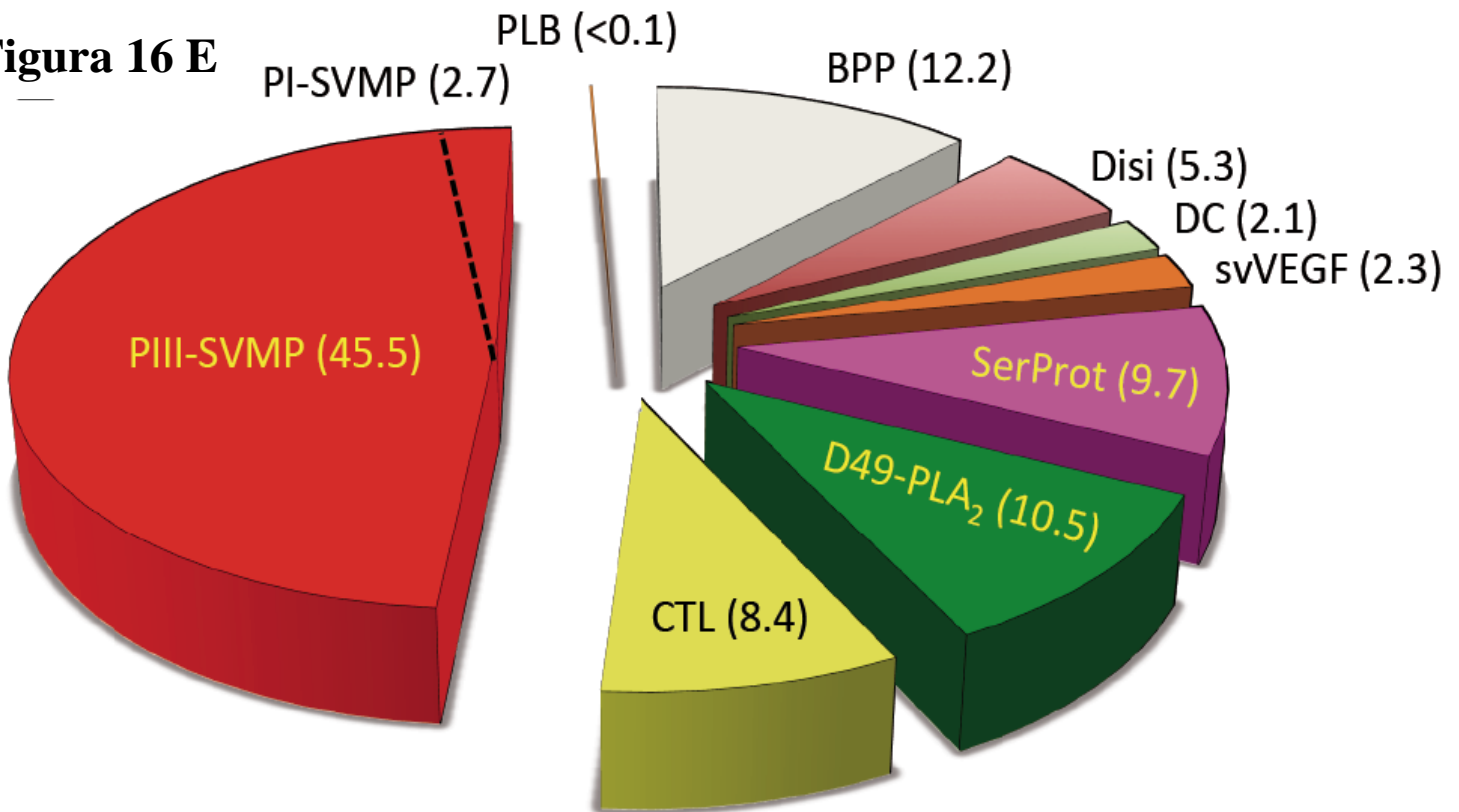 Figura 16 E
PLB (<0.1)
PI-SVMP (2.7)
BPP (12.2)
Disi (5.3)
DC (2.1)
svVEGF (2.3)
PIII-SVMP (45.5)
SerProt (9.7)
D49-PLA₂ (10.5)
CTL (8.4)